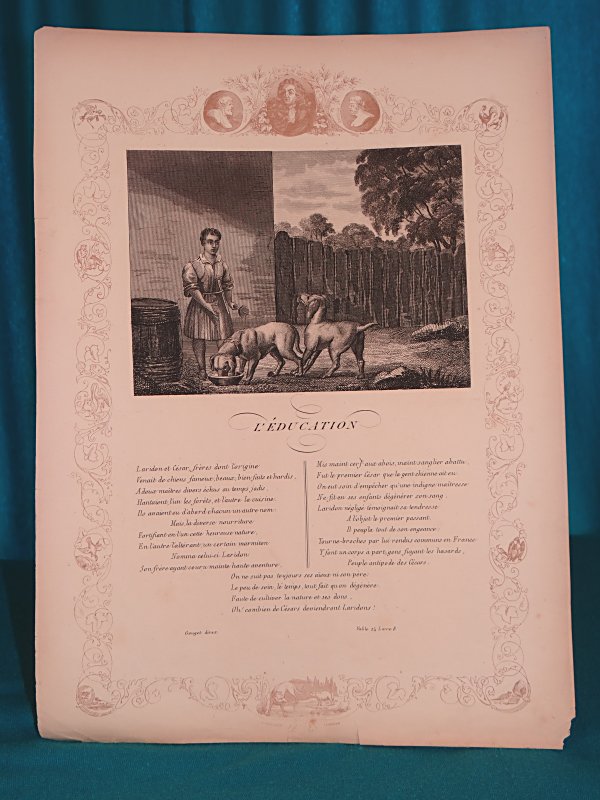 L'ÉDUCATION
Laridon et César, frères dont l'origine
Venait de chiens fameux, beaux, bien faits et hardis,
A deux maîtres divers échus au temps jadis,
Hantaient, l'un les forêts, et l'autre la cuisine.
Ils avaient eu d'abord chacun un autre nom:
Mais la diverse nourriture
Fortifiant en l'un cette heureuse nature,
En l'autre l'altérant, un certain marmiton
Nomma celui-ci Laridon.
Son frère ayant couru mainte haute aventure,
Mis maint cerf aux abois, maint sanglier abattu,
Fut le premier César que la gent chienne ait eu.
On eut soin d'empêcher qu'une indigne maîtresse
Ne fit en ses enfants dégénérer son sang.
Laridon négligé témoignait sa tendresse
A l'objet le premier passant.
Il peupla tout de son engeance:
Tourne-broches par lui rendus communs en France
Y font un corps à part, gens fuyant les hasards,
Peuple antipode des Césars.
On ne suit pas toujours ses aïeux ni son père:
Le peu de soin, le temps, tout fait qu'on dégénère.
Faute de cultiver la nature et ses dons,
Oh! combien de Césars deviendront Laridons!
Gouget direx.
Fable 24 Livre 8.